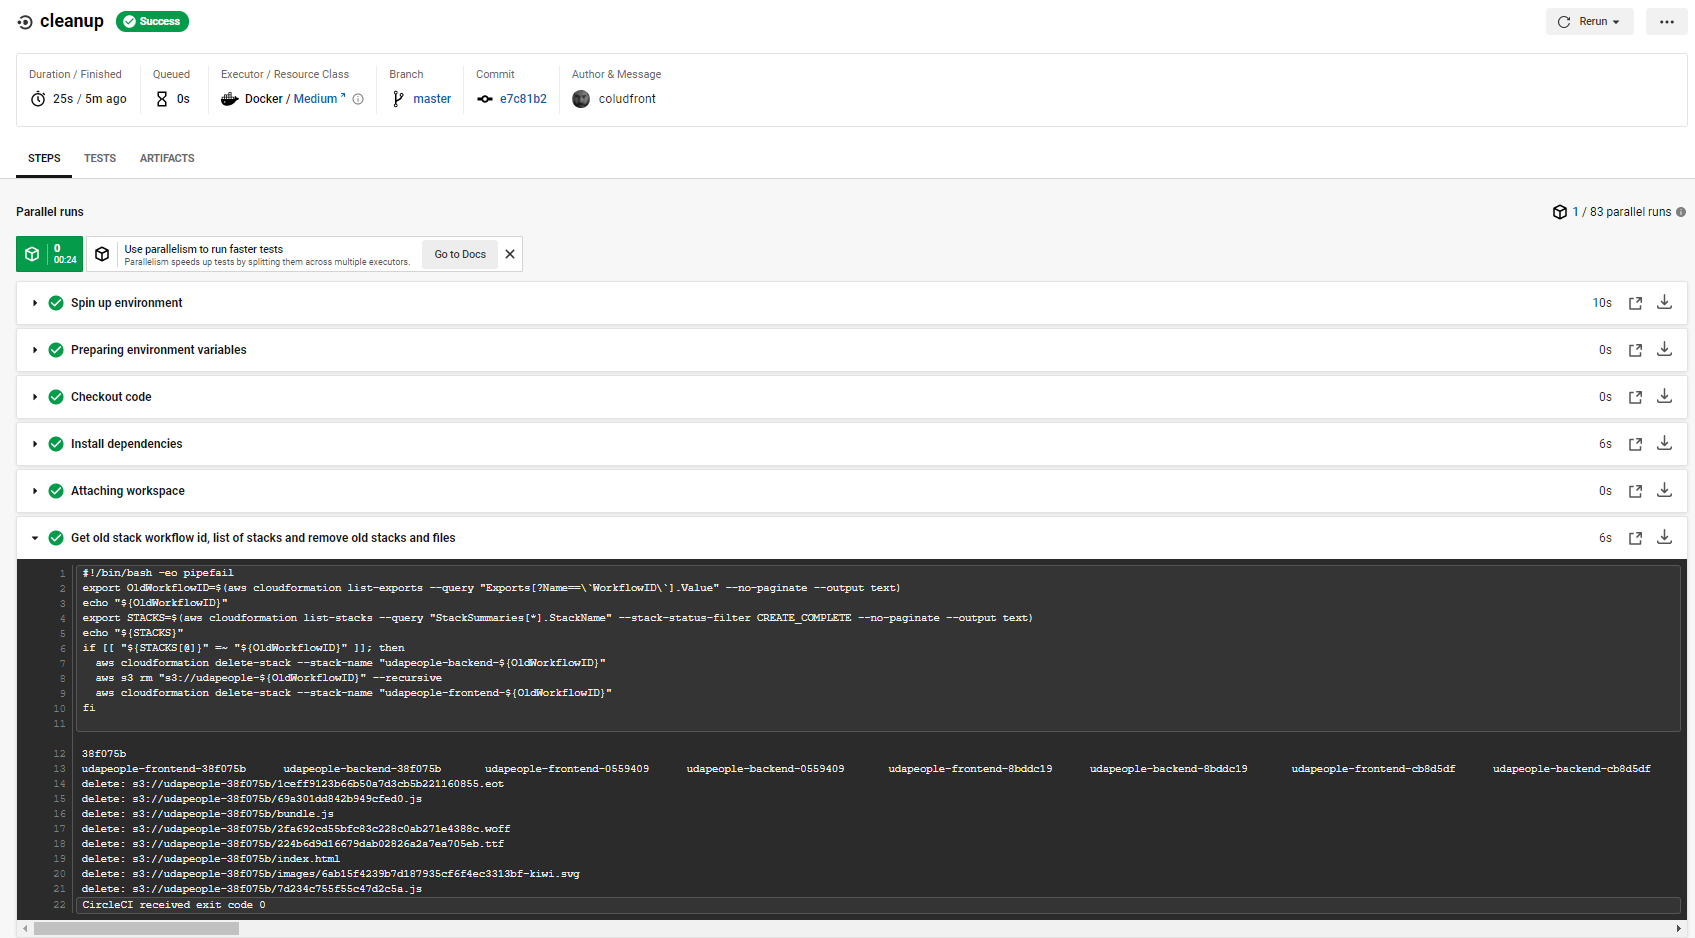 cleanup Success Rerun
Duration / Finished Queued Executor / Resource Class Branch Commit Author & Message
25s / 5m ago 0s Docker / Medium master e7c81b2 coludfront
STEPS TESTS ARTIFACTS
Parallel runs 1 / 83 parallel runs
0
00:24
Use parallelism to run faster tests
Parallelism speeds up tests by splitting them across multiple executors.
Go to Docs
Spin up environment 10s
Preparing environment variables 0s
Checkout code 0s
Install dependencies 6s
Attaching workspace 0s
Get old stack workflow id, list of stacks and remove old stacks and files 6s
1 #!/bin/bash -eo pipefail
2 export OldWorkflowID=$(aws cloudformation list-exports --query "Exports[?Name==\`WorkflowID\`].Value" --no-paginate --output text)
3 echo "${OldWorkflowID}"
4 export STACKS=$(aws cloudformation list-stacks --query "StackSummaries[*].StackName" --stack-status-filter CREATE_COMPLETE --no-paginate --output text)
5 echo "${STACKS}"
6 if [[ "${STACKS[@]}" =~ "${OldWorkflowID}" ]]; then
7 aws cloudformation delete-stack --stack-name "udapeople-backend-${OldWorkflowID}"
8 aws s3 rm "s3://udapeople-${OldWorkflowID}" --recursive
9 aws cloudformation delete-stack --stack-name "udapeople-frontend-${OldWorkflowID}"
10 fi
11
12 38f075b
13 udapeople-frontend-38f075b udapeople-backend-38f075b udapeople-frontend-0559409 udapeople-backend-0559409 udapeople-frontend-8bddc19 udapeople-backend-8bddc19 udapeople-frontend-cb8d5df udapeople-backend-cb8d5df
14 delete: s3://udapeople-38f075b/1ceff9123b66b50a7d3cb5b221160855.eot
15 delete: s3://udapeople-38f075b/69a301dd842b949cfed0.js
16 delete: s3://udapeople-38f075b/bundle.js
17 delete: s3://udapeople-38f075b/2fa692cd55bfc83c228c0ab271e4388c.woff
18 delete: s3://udapeople-38f075b/224b6d9d16679dab02826a2a7ea705eb.ttf
19 delete: s3://udapeople-38f075b/index.html
20 delete: s3://udapeople-38f075b/images/6ab15f4239b7d187935cf6f4ec3313bf-kiwi.svg
21 delete: s3://udapeople-38f075b/7d234c755f55c47d2c5a.js
22 CircleCI received exit code 0